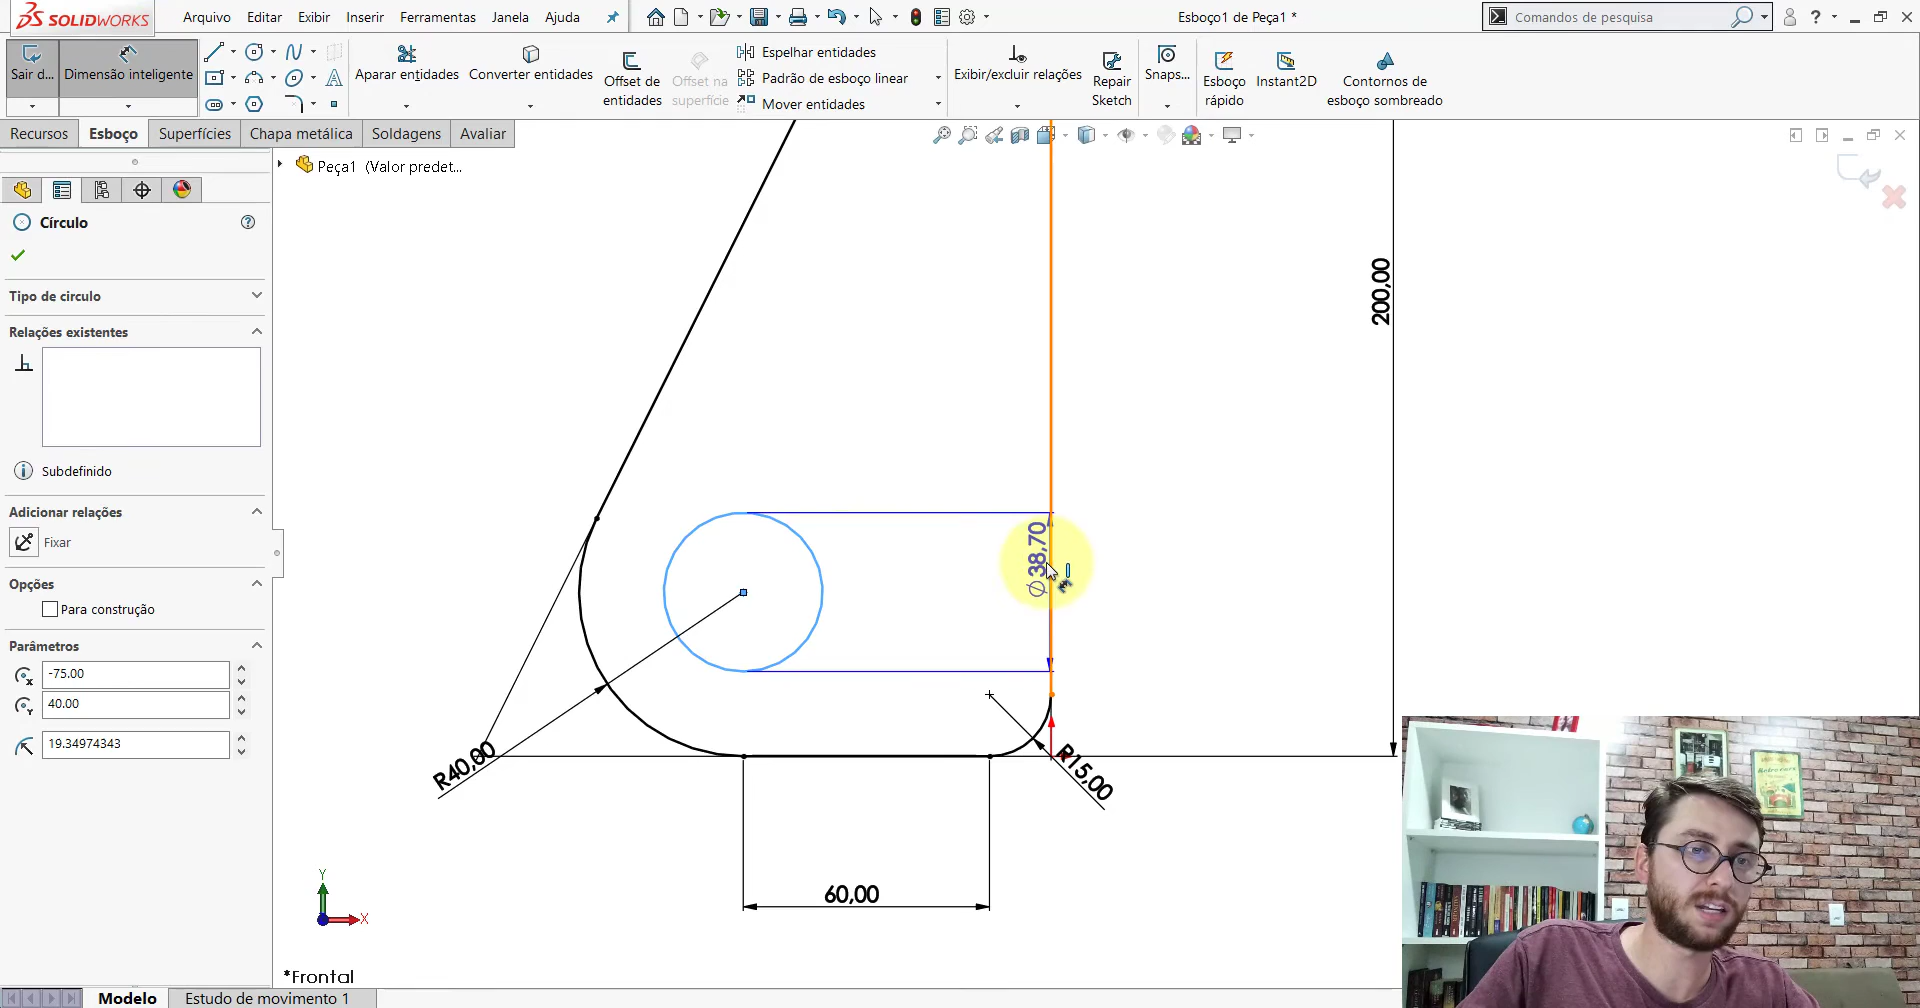 SOLIDWORKS
Arquivo Editar Exibir Inserir Ferramentas Janela Ajuda
Esboço1 de Peça1 *
Comandos de pesquisa
Sair d...
Dimensão inteligente
Aparar entidades
Converter entidades
Offset de entidades
Offset na superfície
Espelhar entidades
Padrão de esboço linear
Mover entidades
Exibir/excluir relações
Repair Sketch
Snaps...
Esboço rápido
Instant2D
Contornos de esboço sombreado
Recursos Esboço Superfícies Chapa metálica Soldagens Avaliar
Peça1 (Valor predet...
Círculo
Tipo de circulo
Relações existentes
Subdefinido
Adicionar relações
Fixar
Opções
Para construção
Parâmetros
-75.00
40.00
19.34974343
200,00
Ø 38,70
R40,00
R15,00
60,00
Y
X
*Frontal
Modelo Estudo de movimento 1